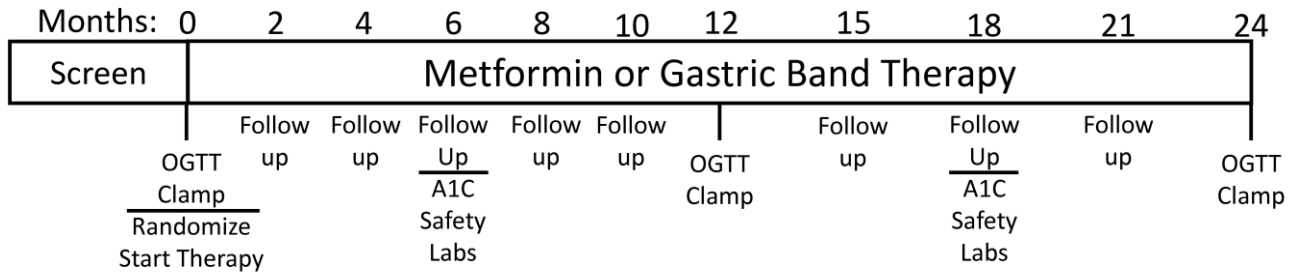 Months: 0 2 4 6 8 10 12 15 18 21 24
Screen Metformin or Gastric Band Therapy
Follow Follow Follow Follow Follow Follow Follow Follow
up up Up up up up Up up
OGTT OGTT OGTT
Clamp A1C Clamp A1C Clamp
Randomize Safety Safety
Start Therapy Labs Labs